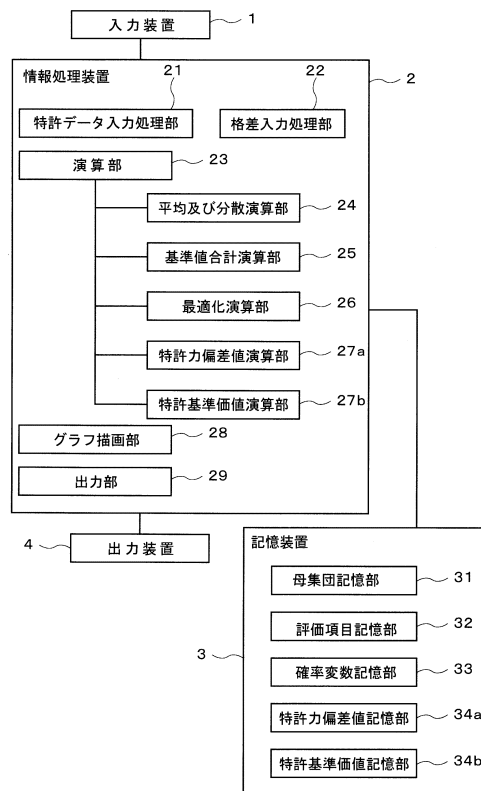 入力装置 1
情報処理装置 2
特許データ入力処理部 21
格差入力処理部 22
演算部 23
平均及び分散演算部 24
基準値合計演算部 25
最適化演算部 26
特許力偏差値演算部 27a
特許基準価値演算部 27b
グラフ描画部 28
出力部 29
4 出力装置
3 記憶装置
母集団記憶部 31
評価項目記憶部 32
確率変数記憶部 33
特許力偏差値記憶部 34a
特許基準価値記憶部 34b